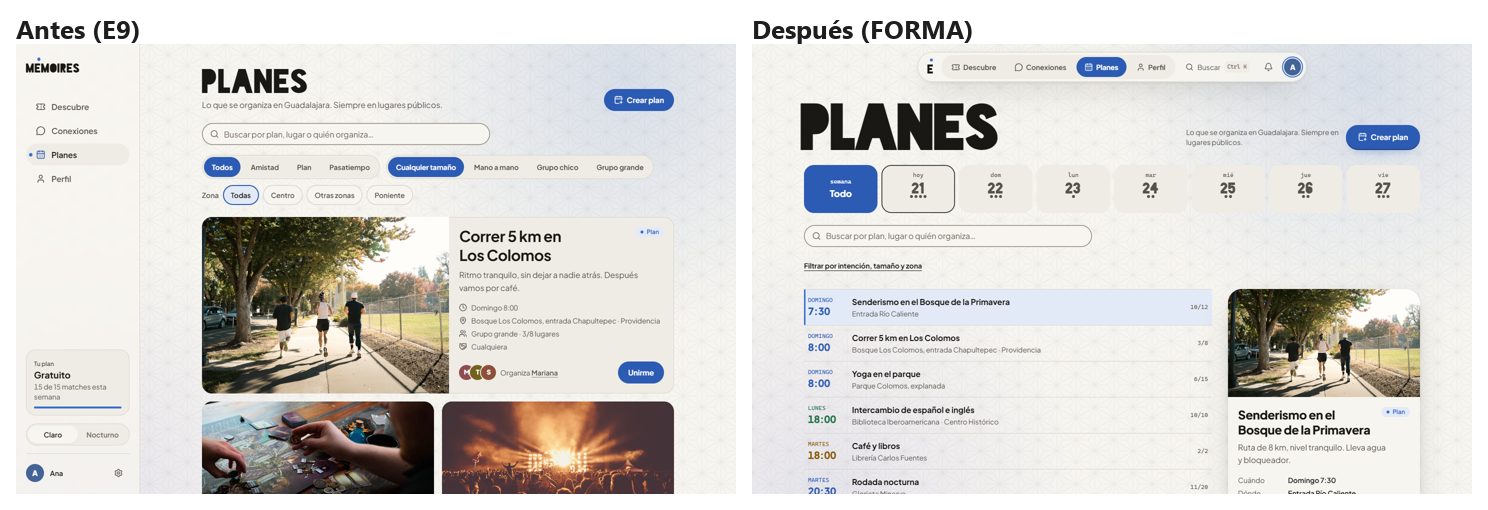 Antes (E9)
MÉMOIRES
Descubre
Conexiones
Planes
Perfil
Tu plan
Gratuito
15 de 15 matches esta
semana
Claro
Nocturno
A
Ana
PLANES
Lo que se organiza en Guadalajara. Siempre en lugares públicos.
Crear plan
Buscar por plan, lugar o quién organiza...
Todos
Amistad
Plan
Pasatiempo
Cualquier tamaño
Mano a mano
Grupo chico
Grupo grande
Zona
Todas
Centro
Otras zonas
Poniente
Correr 5 km en
Los Colomos
Plan
Ritmo tranquilo, sin dejar a nadie atrás. Después
vamos por café.
Domingo 8:00
Bosque Los Colomos, entrada Chapultepec · Providencia
Grupo grande · 3/8 lugares
Cualquiera
M T S
Organiza Mariana
Unirme
Después (FORMA)
É
Descubre
Conexiones
Planes
Perfil
Buscar
Ctrl K
A
PLANES
Lo que se organiza en Guadalajara. Siempre en
lugares públicos.
Crear plan
semana
Todo
hoy
21
dom
22
lun
23
mar
24
mié
25
jue
26
vie
27
Buscar por plan, lugar o quién organiza...
Filtrar por intención, tamaño y zona
DOMINGO
7:30
Senderismo en el Bosque de la Primavera
Entrada Río Caliente
10/12
DOMINGO
8:00
Correr 5 km en Los Colomos
Bosque Los Colomos, entrada Chapultepec · Providencia
3/8
DOMINGO
8:00
Yoga en el parque
Parque Colomos, explanada
6/15
LUNES
18:00
Intercambio de español e inglés
Biblioteca Iberoamericana · Centro Histórico
10/10
MARTES
18:00
Café y libros
Librería Carlos Fuentes
2/2
MARTES
20:30
Rodada nocturna
Glorieta Minerva
11/20
Senderismo en el
Bosque de la Primavera
Plan
Ruta de 8 km, nivel tranquilo. Lleva agua
y bloqueador.
Cuándo
Domingo 7:30
Dónde
Entrada Río Caliente